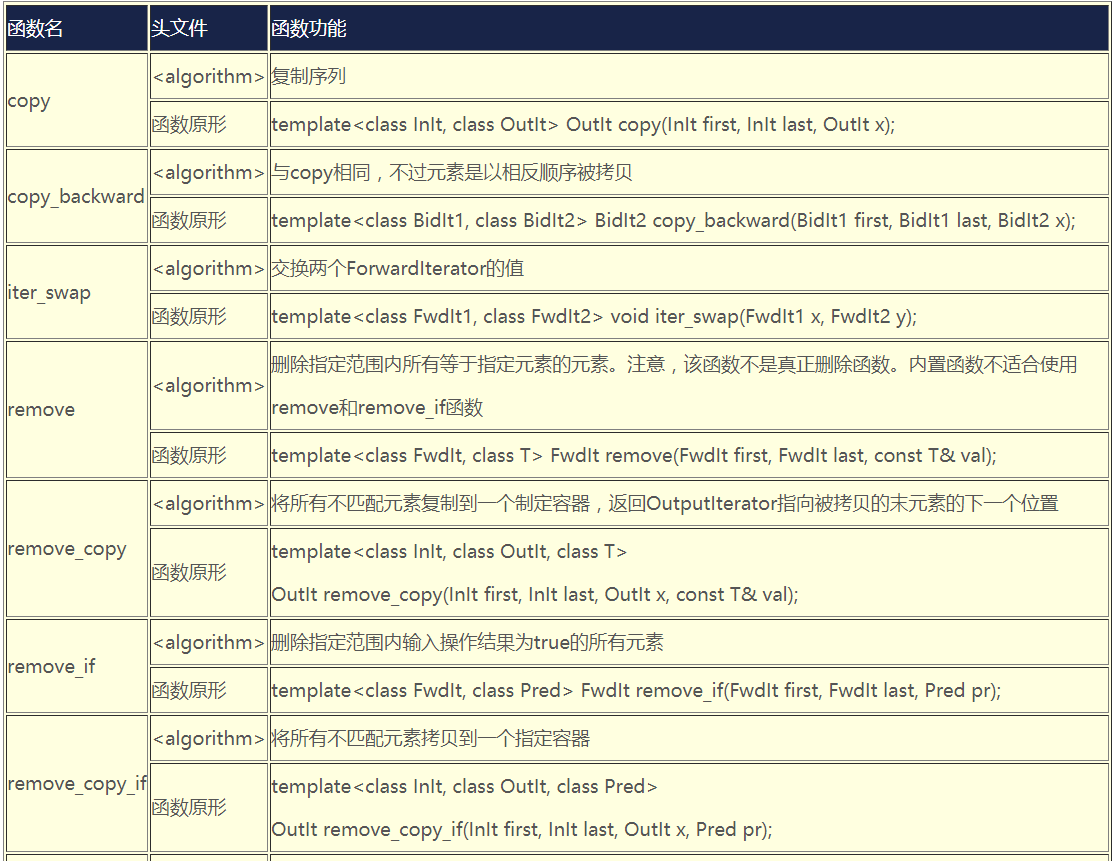 函数名 头文件 函数功能
copy <algorithm> 复制序列
函数原形 template<class InIt, class OutIt> OutIt copy(InIt first, InIt last, OutIt x);
copy_backward <algorithm> 与copy相同，不过元素是以相反顺序被拷贝
函数原形 template<class BidIt1, class BidIt2> BidIt2 copy_backward(BidIt1 first, BidIt1 last, BidIt2 x);
iter_swap <algorithm> 交换两个ForwardIterator的值
函数原形 template<class FwdIt1, class FwdIt2> void iter_swap(FwdIt1 x, FwdIt2 y);
remove <algorithm> 删除指定范围内所有等于指定元素的元素。注意，该函数不是真正删除函数。内置函数不适合使用
remove和remove_if函数
函数原形 template<class FwdIt, class T> FwdIt remove(FwdIt first, FwdIt last, const T& val);
remove_copy <algorithm> 将所有不匹配元素复制到一个制定容器，返回OutputIterator指向被拷贝的末元素的下一个位置
函数原形 template<class InIt, class OutIt, class T>
OutIt remove_copy(InIt first, InIt last, OutIt x, const T& val);
remove_if <algorithm> 删除指定范围内输入操作结果为true的所有元素
函数原形 template<class FwdIt, class Pred> FwdIt remove_if(FwdIt first, FwdIt last, Pred pr);
remove_copy_if <algorithm> 将所有不匹配元素拷贝到一个指定容器
函数原形 template<class InIt, class OutIt, class Pred>
OutIt remove_copy_if(InIt first, InIt last, OutIt x, Pred pr);